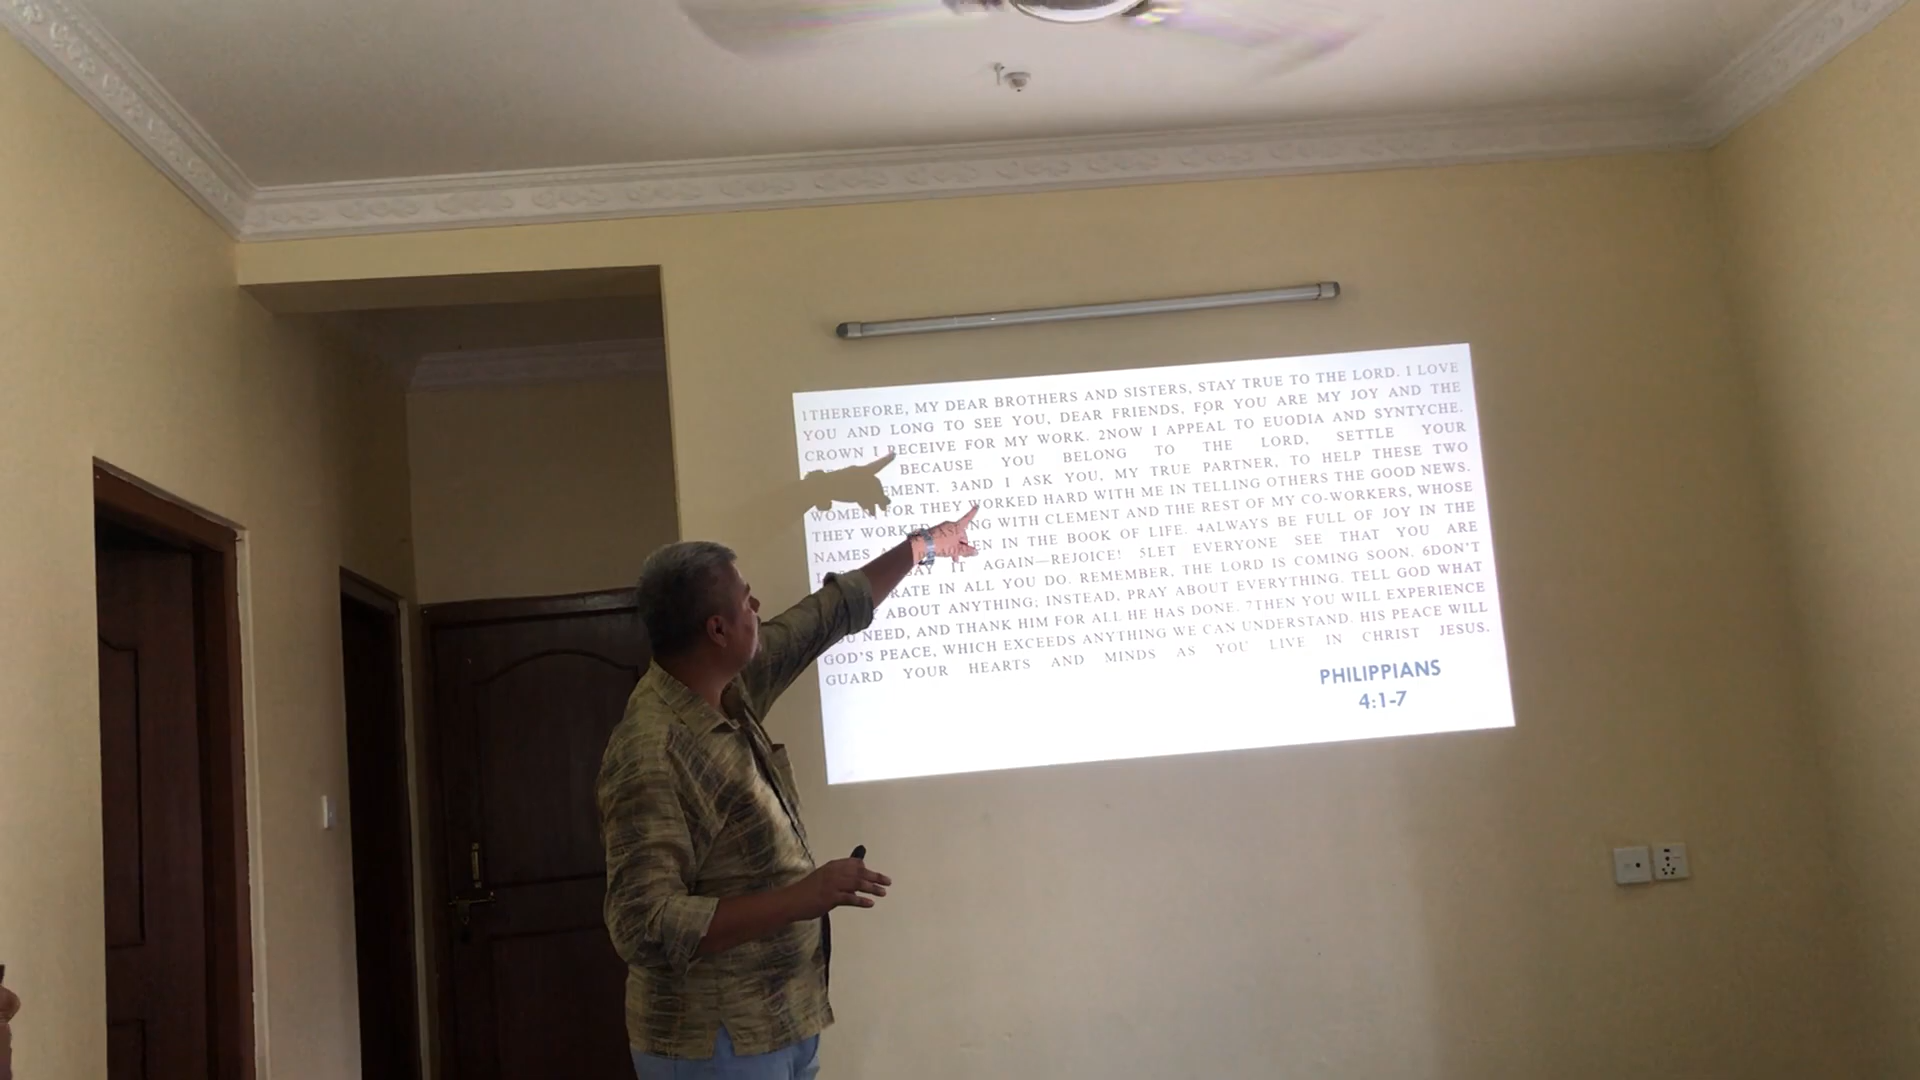 1THEREFORE, MY DEAR BROTHERS AND SISTERS, STAY TRUE TO THE LORD. I LOVE
YOU AND LONG TO SEE YOU, DEAR FRIENDS, FOR YOU ARE MY JOY AND THE
CROWN I RECEIVE FOR MY WORK. 2NOW I APPEAL TO EUODIA AND SYNTYCHE.
BECAUSE YOU BELONG TO THE LORD, SETTLE YOUR
EMENT. 3AND I ASK YOU, MY TRUE PARTNER, TO HELP THESE TWO
WOMEN, FOR THEY WORKED HARD WITH ME IN TELLING OTHERS THE GOOD NEWS.
THEY WORKED NG WITH CLEMENT AND THE REST OF MY CO-WORKERS, WHOSE
NAMES EN IN THE BOOK OF LIFE. 4ALWAYS BE FULL OF JOY IN THE
SAY IT AGAIN—REJOICE! 5LET EVERYONE SEE THAT YOU ARE
RATE IN ALL YOU DO. REMEMBER, THE LORD IS COMING SOON. 6DON'T
ABOUT ANYTHING; INSTEAD, PRAY ABOUT EVERYTHING. TELL GOD WHAT
YOU NEED, AND THANK HIM FOR ALL HE HAS DONE. 7THEN YOU WILL EXPERIENCE
GOD'S PEACE, WHICH EXCEEDS ANYTHING WE CAN UNDERSTAND. HIS PEACE WILL
GUARD YOUR HEARTS AND MINDS AS YOU LIVE IN CHRIST JESUS.
PHILIPPIANS
4:1-7